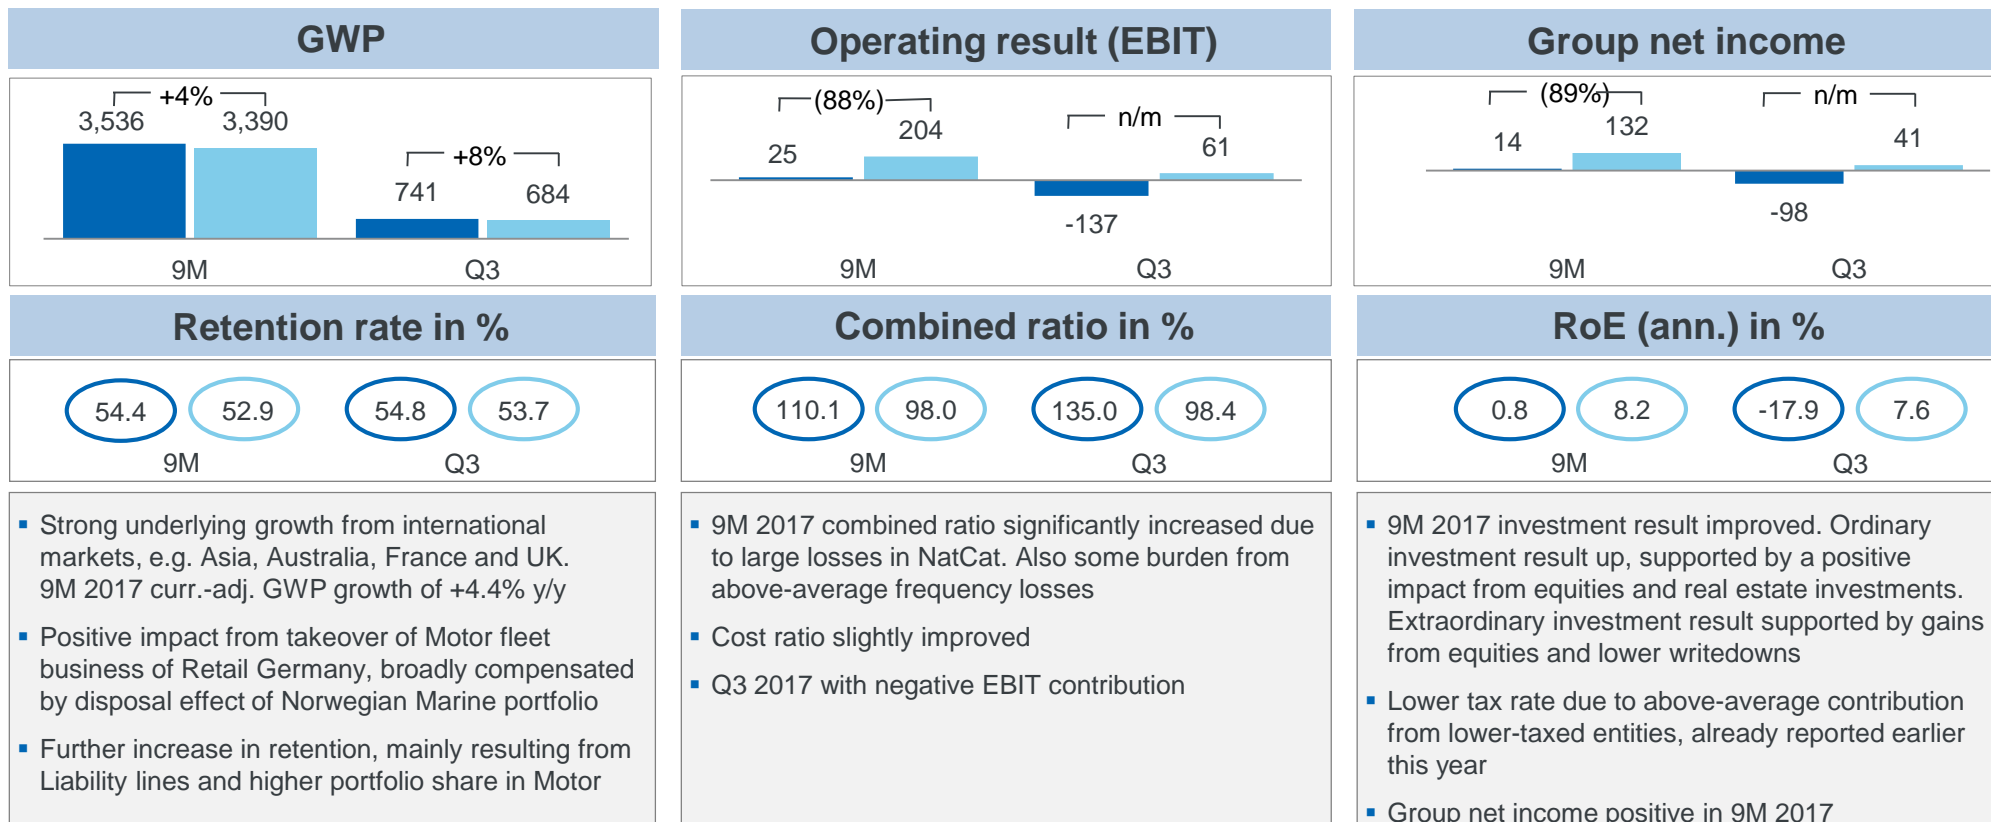 GWP
+4%
3,536
3,390
+8%
741
684
9M
Q3
Operating result (EBIT)
(88%)
204
25
n/m
61
-137
9M
Q3
Group net income
(89%)
132
14
n/m
41
-98
9M
Q3
Retention rate in %
54.4
52.9
54.8
53.7
9M
Q3
Combined ratio in %
110.1
98.0
135.0
98.4
9M
Q3
RoE (ann.) in %
0.8
8.2
-17.9
7.6
9M
Q3
▪ Strong underlying growth from international
markets, e.g. Asia, Australia, France and UK.
9M 2017 curr.-adj. GWP growth of +4.4% y/y
▪ Positive impact from takeover of Motor fleet
business of Retail Germany, broadly compensated
by disposal effect of Norwegian Marine portfolio
▪ Further increase in retention, mainly resulting from
Liability lines and higher portfolio share in Motor
▪ 9M 2017 combined ratio significantly increased due
to large losses in NatCat. Also some burden from
above-average frequency losses
▪ Cost ratio slightly improved
▪ Q3 2017 with negative EBIT contribution
▪ 9M 2017 investment result improved. Ordinary
investment result up, supported by a positive
impact from equities and real estate investments.
Extraordinary investment result supported by gains
from equities and lower writedowns
▪ Lower tax rate due to above-average contribution
from lower-taxed entities, already reported earlier
this year
▪ Group net income positive in 9M 2017